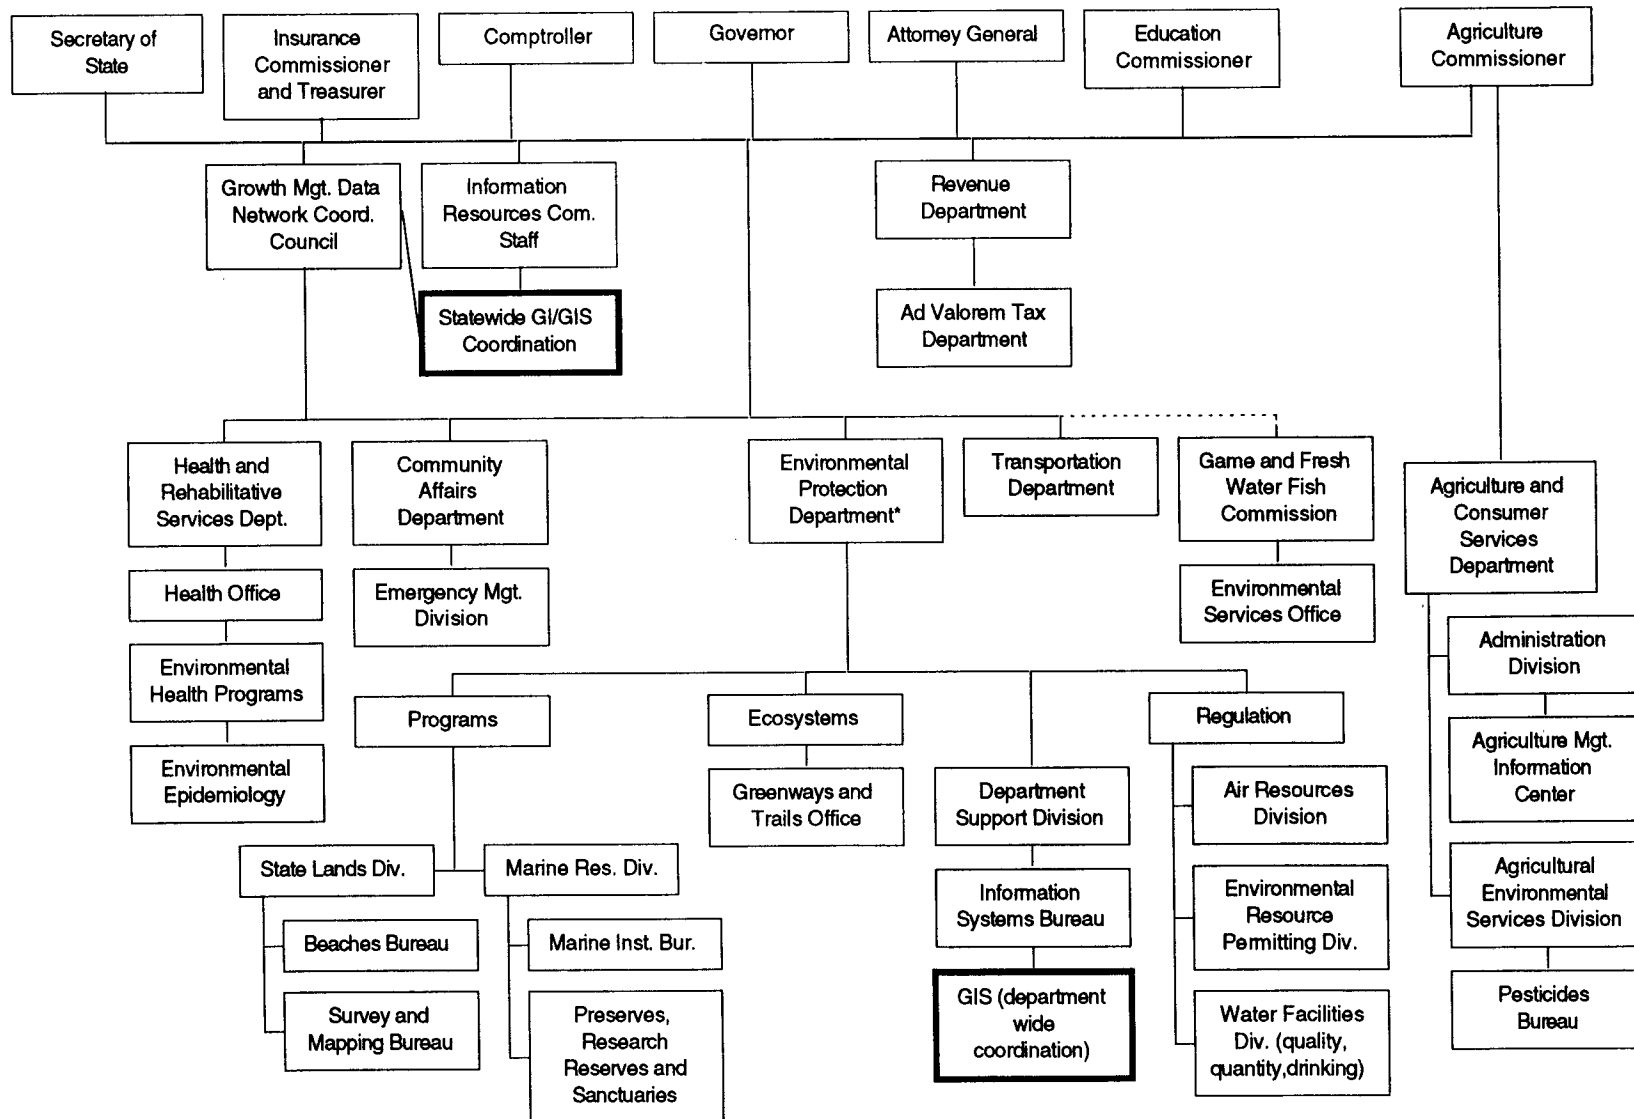 Secretary of
State
Insurance
Commissioner
and Treasurer
Comptroller
Governor
Attorney General
Education
Commissioner
Agriculture
Commissioner
Growth Mgt. Data
Network Coord.
Council
Information
Resources Com.
Staff
Revenue
Department
Statewide GI/GIS
Coordination
Ad Valorem Tax
Department
Health and
Rehabilitative
Services Dept.
Community
Affairs
Department
Environmental
Protection
Department*
Transportation
Department
Game and Fresh
Water Fish
Commission
Agriculture and
Consumer
Services
Department
Health Office
Emergency Mgt.
Division
Environmental
Services Office
Administration
Division
Environmental
Health Programs
Programs
Ecosystems
Regulation
Agriculture Mgt.
Information
Center
Environmental
Epidemiology
Greenways and
Trails Office
Department
Support Division
Air Resources
Division
State Lands Div.
Marine Res. Div.
Information
Systems Bureau
Environmental
Resource
Permitting Div.
Agricultural
Environmental
Services Division
Beaches Bureau
Marine Inst. Bur.
Survey and
Mapping Bureau
Preserves,
Research
Reserves and
Sanctuaries
GIS (department
wide
coordination)
Water Facilities
Div. (quality,
quantity,drinking)
Pesticides
Bureau